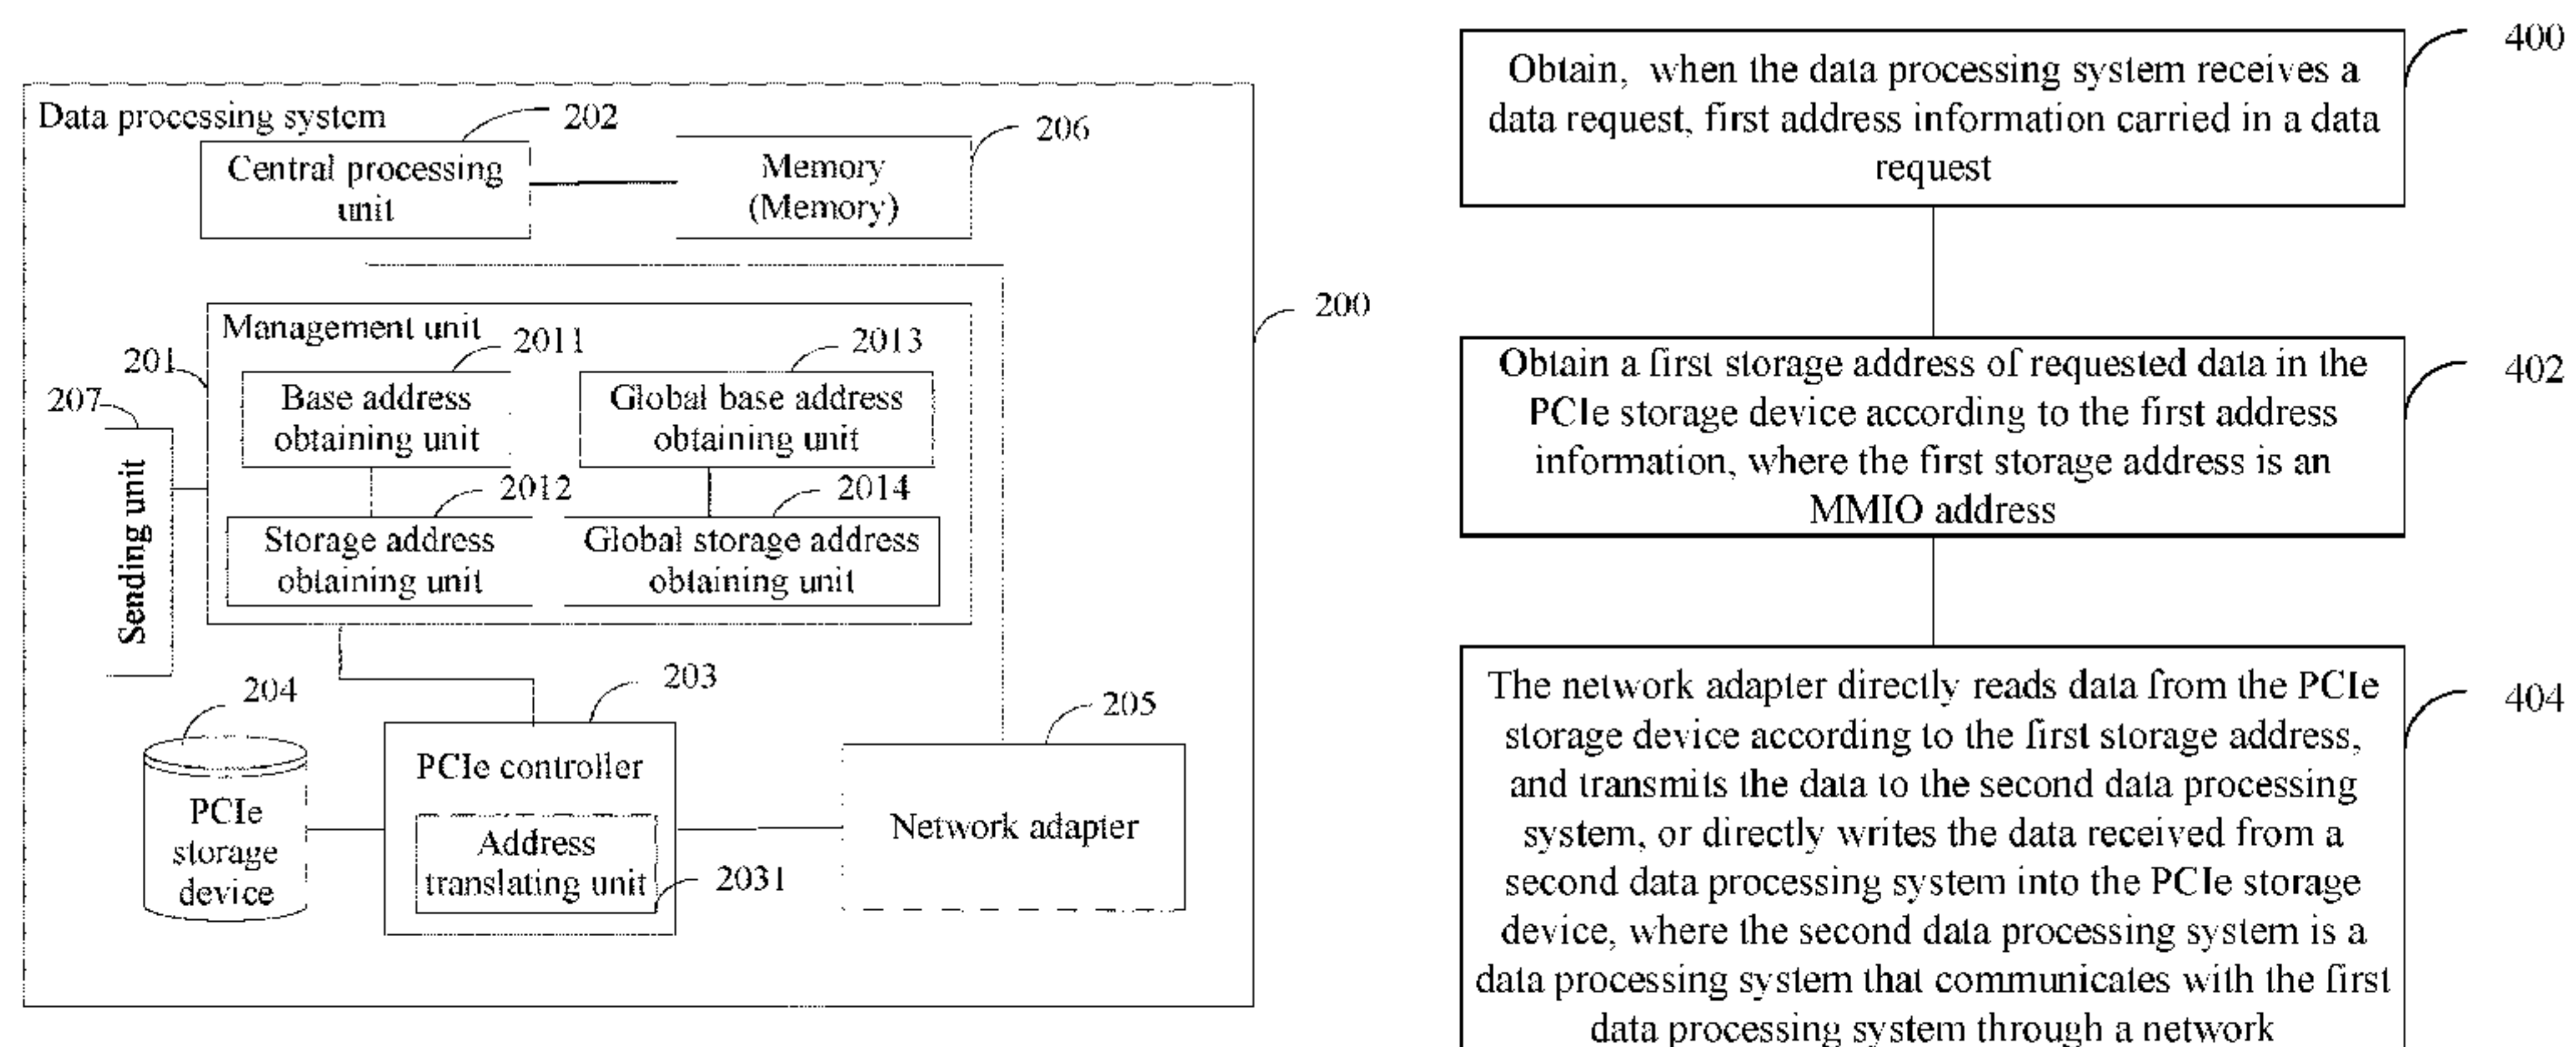 Data processing system
202
206
Central processing
unit
Memory
(Memory)
200
Management unit
201
2011
2013
207
Base address
obtaining unit
Global base address
obtaining unit
2012
2014
Sending unit
Storage address
obtaining unit
Global storage address
obtaining unit
204
203
205
PCIe controller
PCIe
storage
device
Address
translating unit
2031
Network adapter
400
Obtain, when the data processing system receives a
data request, first address information carried in a data
request
402
Obtain a first storage address of requested data in the
PCIe storage device according to the first address
information, where the first storage address is an
MMIO address
404
The network adapter directly reads data from the PCIe
storage device according to the first storage address,
and transmits the data to the second data processing
system, or directly writes the data received from a
second data processing system into the PCIe storage
device, where the second data processing system is a
data processing system that communicates with the first
data processing system through a network